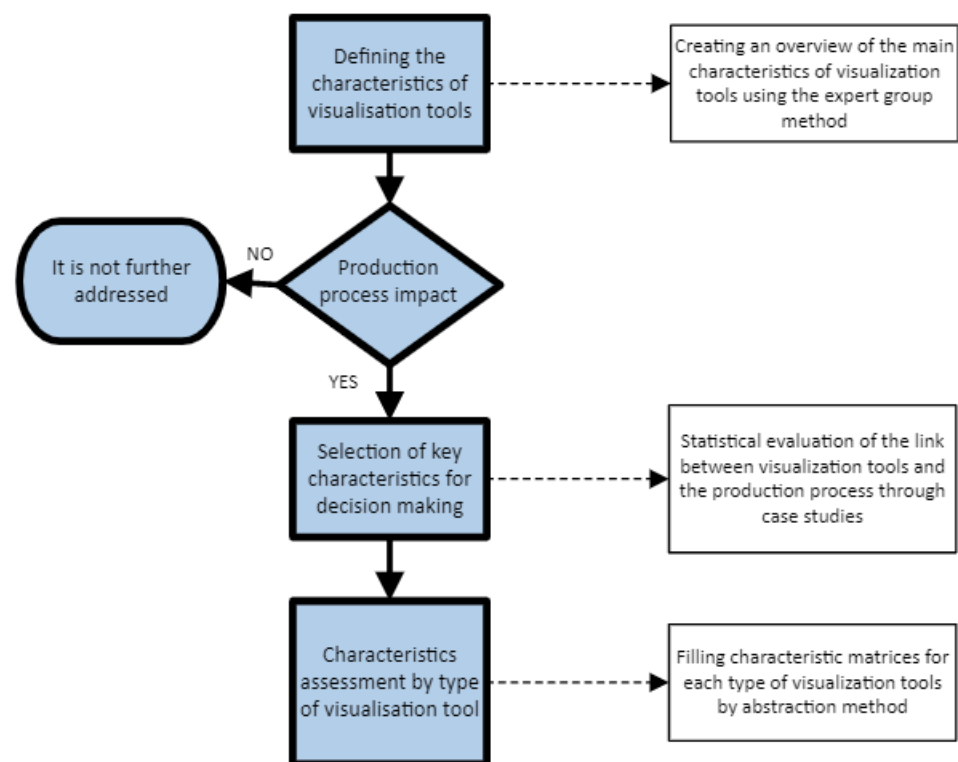 Defining the
characteristics of
visualisation tools
Creating an overview of the main
characteristics of visualization
tools using the expert group
method
NO
It is not further
addressed
Production
process impact
YES
Selection of key
characteristics for
decision making
Statistical evaluation of the link
between visualization tools and
the production process through
case studies
Characteristics
assessment by type
of visualisation tool
Filling characteristic matrices for
each type of visualization tools
by abstraction method